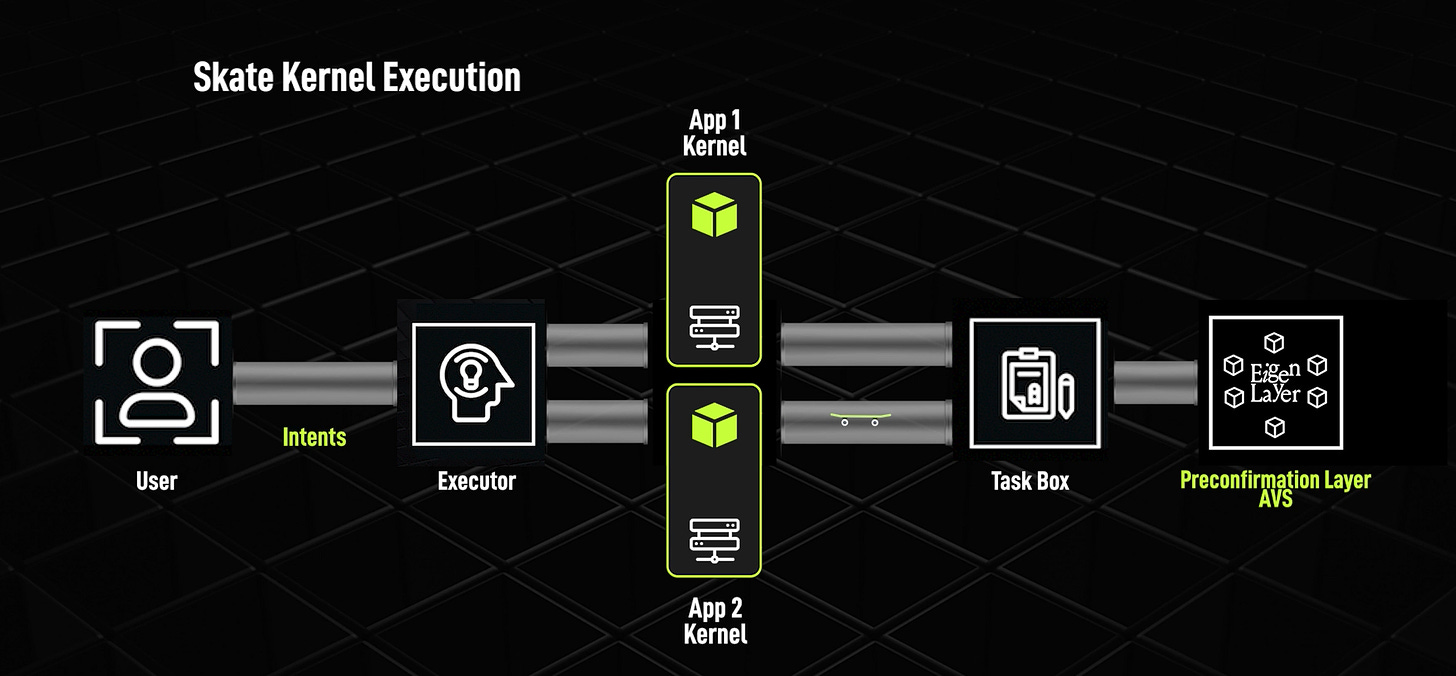 Skate Kernel Execution
App 1
Kernel
Intents
User
Executor
App 2
Kernel
Task Box
Eigen
Layer
Preconfirmation Layer
AVS